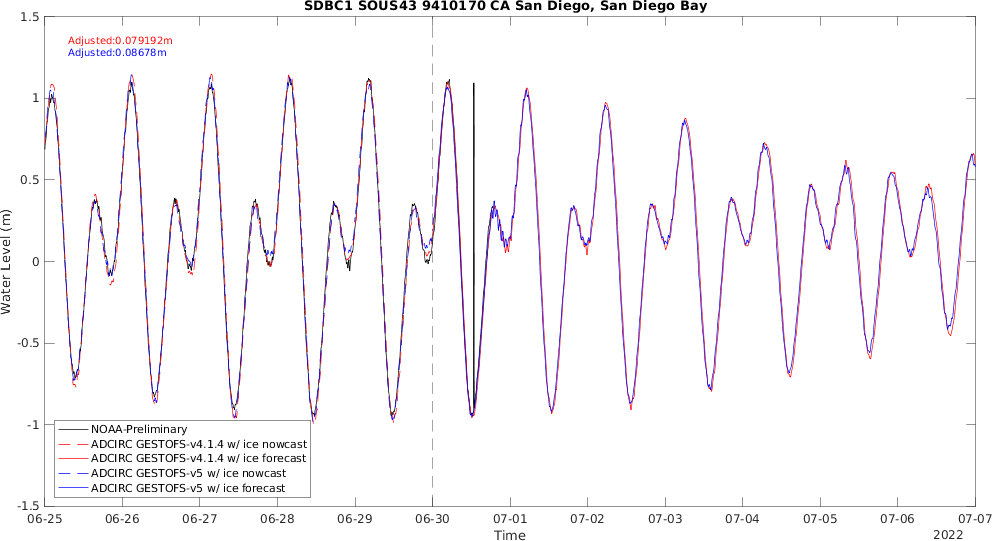 SDBC1 SOUS43 9410170 CA San Diego, San Diego Bay
Adjusted:0.079192m
Adjusted:0.08678m
Water Level (m)
1.5
1
0.5
0
-0.5
-1
-1.5
NOAA-Preliminary
ADCIRC GESTOFS-v4.1.4 w/ ice nowcast
ADCIRC GESTOFS-v4.1.4 w/ ice forecast
ADCIRC GESTOFS-v5 w/ ice nowcast
ADCIRC GESTOFS-v5 w/ ice forecast
06-25 06-26 06-27 06-28 06-29 06-30 07-01 07-02 07-03 07-04 07-05 07-06 07-07
Time
2022